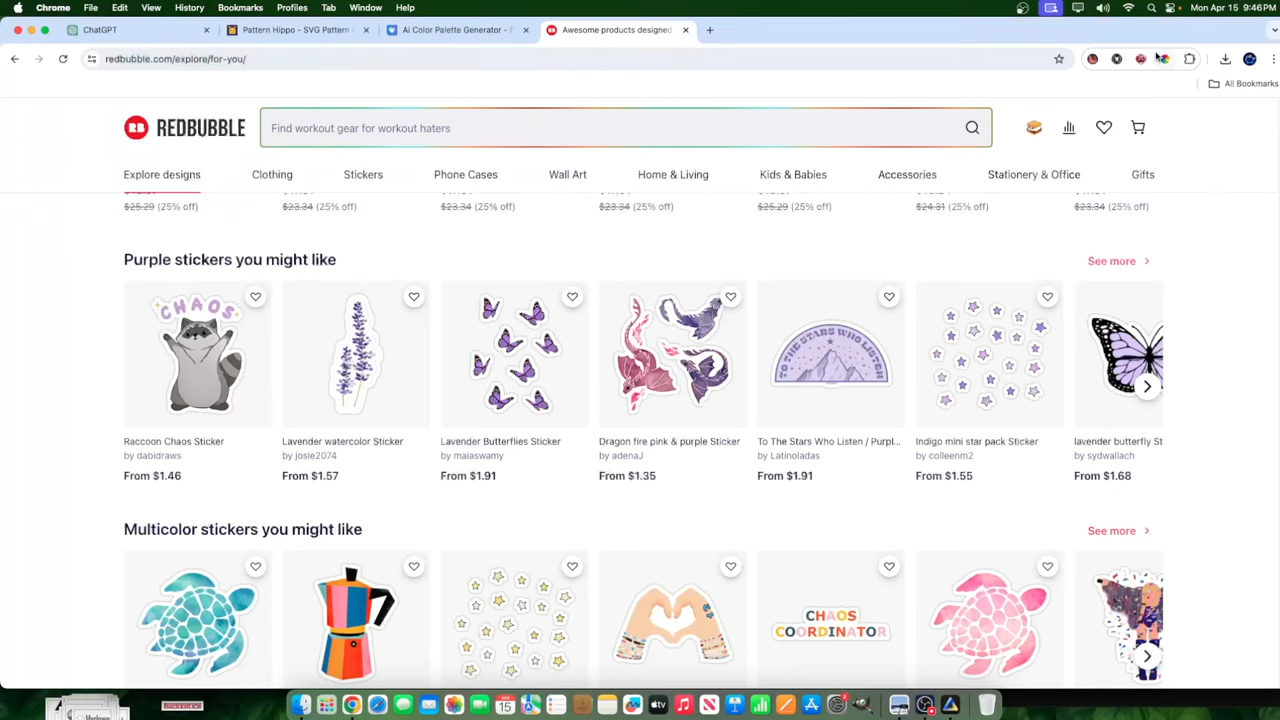 Chrome File Edit View History Bookmarks Profiles Tab Window Help Mon Apr 15 9:46PM
ChatGPT Pattern Hippo - SVG Pattern Ai Color Palette Generator - Awesome products designed
redbubble.com/explore/for-you/
All Bookmarks
RB REDBUBBLE Find workout gear for workout haters
Explore designs Clothing Stickers Phone Cases Wall Art Home & Living Kids & Babies Accessories Stationery & Office Gifts
$25.29 (25% off) $23.34 (25% off) $23.34 (25% off) $23.34 (25% off) $25.29 (25% off) $24.31 (25% off) $23.34 (25% off)
Purple stickers you might like See more
CHAOS
TO THE STARS WHO LISTEN
Raccoon Chaos Sticker Lavender watercolor Sticker Lavender Butterflies Sticker Dragon fire pink & purple Sticker To The Stars Who Listen / Purpl... Indigo mini star pack Sticker lavender butterfly St
by dabidraws by josie2074 by maiaswamy by adenaJ by Latinoladas by colleenm2 by sydwallach
From $1.46 From $1.57 From $1.91 From $1.35 From $1.91 From $1.55 From $1.68
Multicolor stickers you might like See more
CHAOS
COORDINATOR